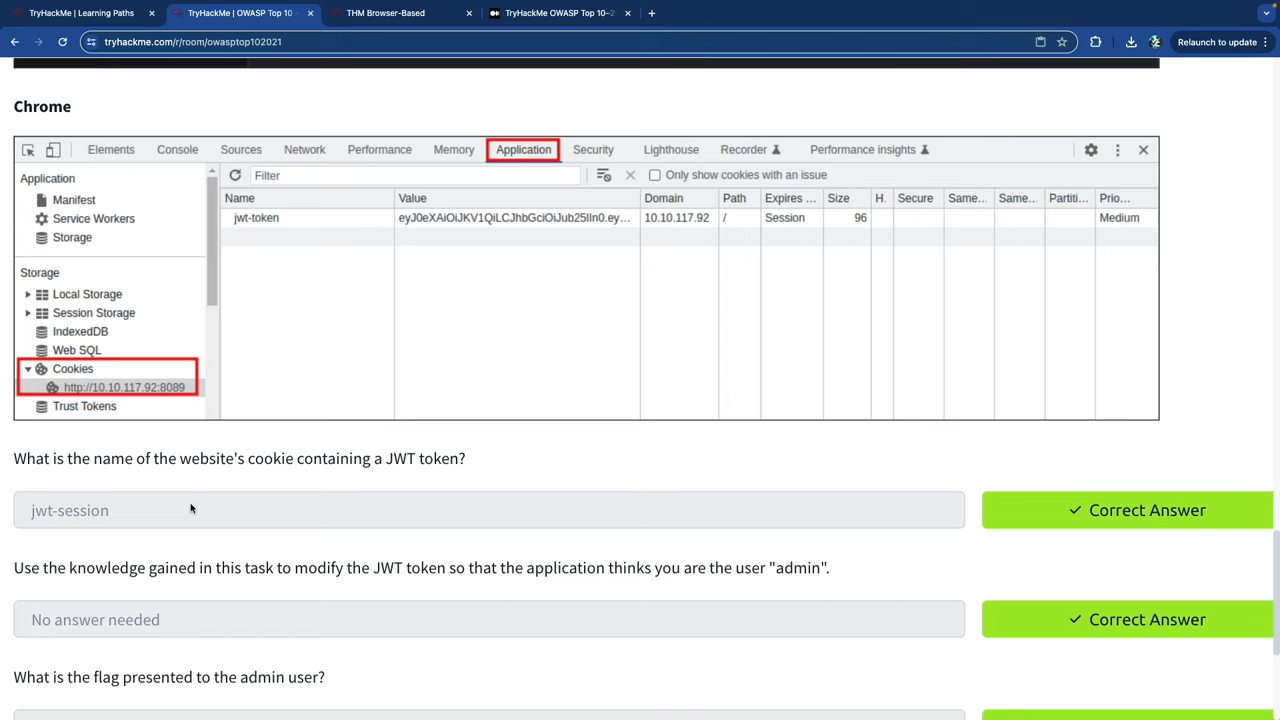 TryHackMe | Learning Paths
TryHackMe | OWASP Top 10 -
THM Browser-Based
TryHackMe OWASP Top 10-2
tryhackme.com/r/room/owasptop102021
Relaunch to update
Chrome
Elements Console Sources Network Performance Memory Application Security Lighthouse Recorder Performance insights
Application
Filter
Only show cookies with an issue
Manifest
Service Workers
Storage
Name Value Domain Path Expires ... Size H. Secure Same... Same... Partiti... Prio...
jwt-token eyJ0eXAiOiJKV1QiLCJhbGciOiJub25lIn0.ey... 10.10.117.92 / Session 96 Medium
Storage
Local Storage
Session Storage
IndexedDB
Web SQL
Cookies
http://10.10.117.92:8089
Trust Tokens
What is the name of the website's cookie containing a JWT token?
jwt-session
Correct Answer
Use the knowledge gained in this task to modify the JWT token so that the application thinks you are the user "admin".
No answer needed
Correct Answer
What is the flag presented to the admin user?